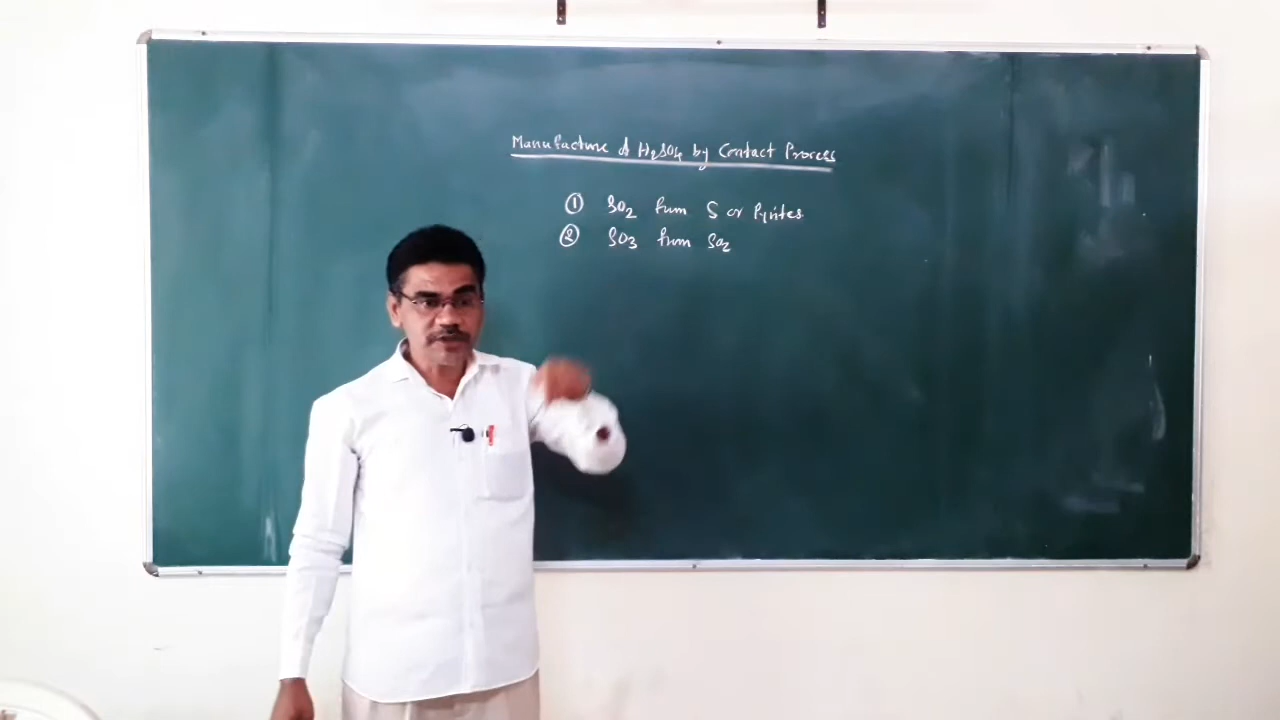 Manufacture of H₂SO₄ by Contact Process
① SO₂ from S or Pyrites
② SO₃ from SO₂